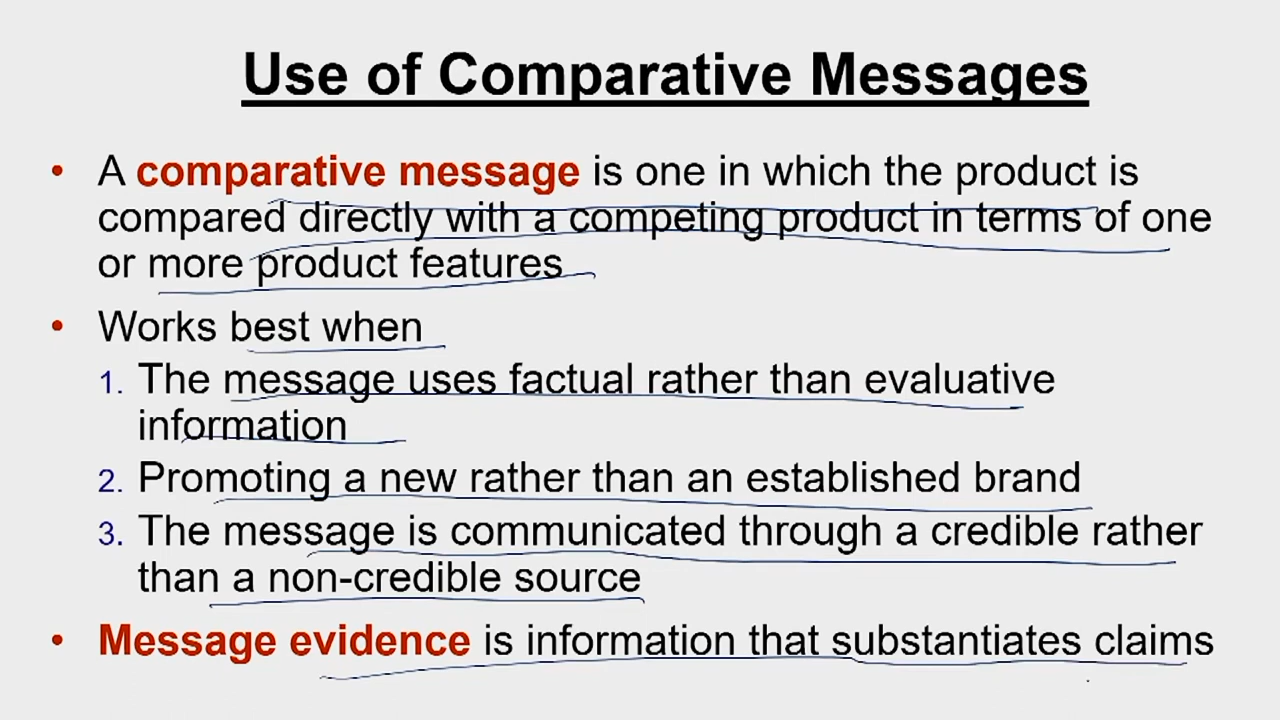 Use of Comparative Messages
• A comparative message is one in which the product is
compared directly with a competing product in terms of one
or more product features
• Works best when
1. The message uses factual rather than evaluative
information
2. Promoting a new rather than an established brand
3. The message is communicated through a credible rather
than a non-credible source
• Message evidence is information that substantiates claims